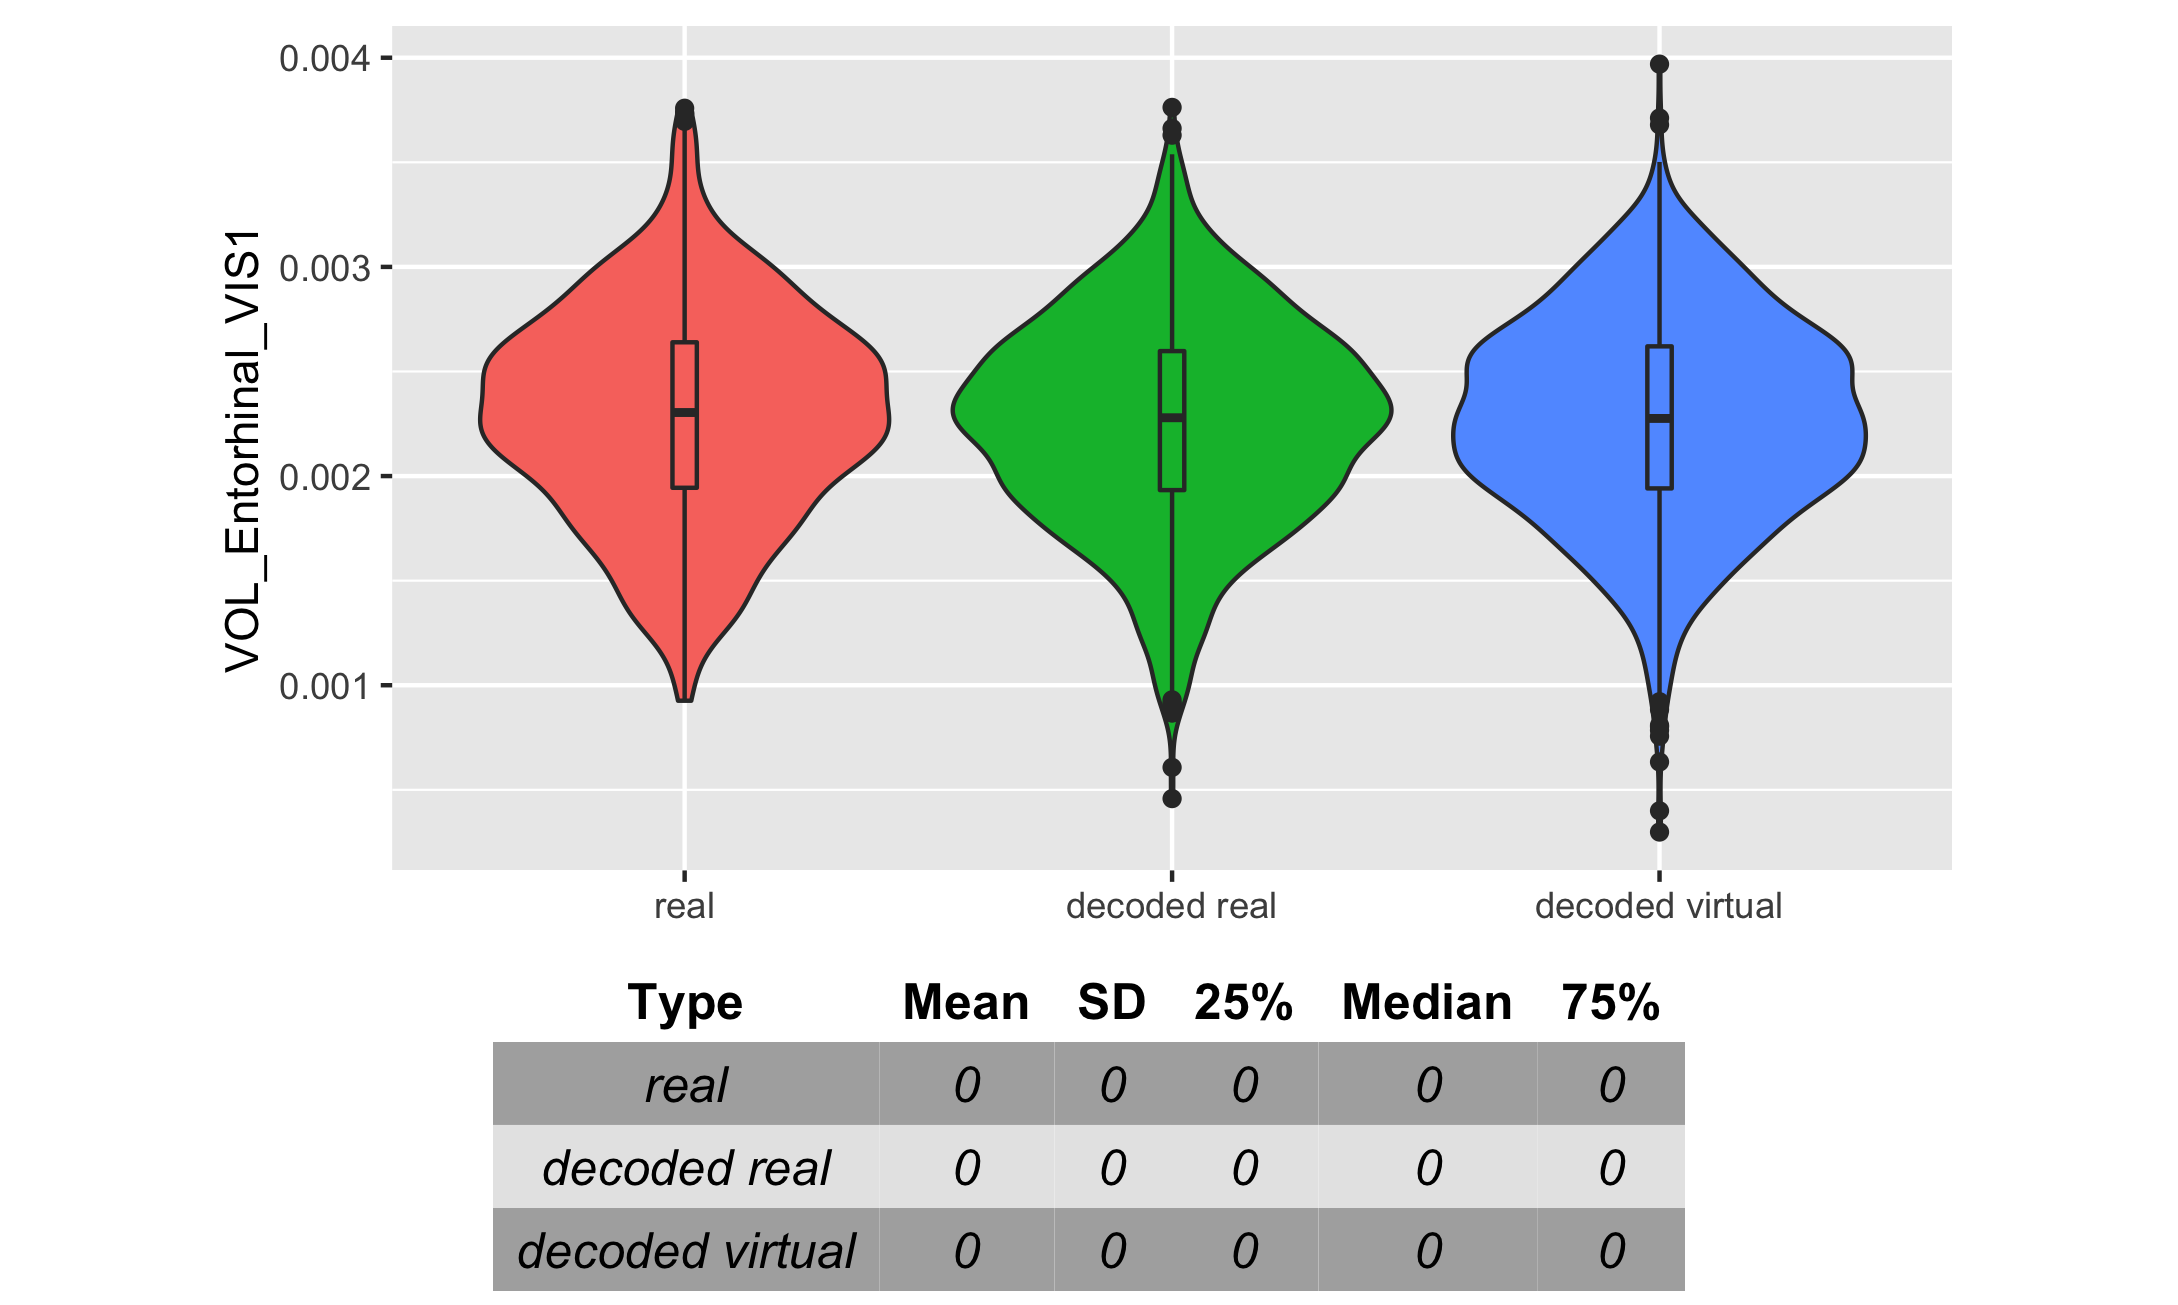 0.004
0.003
0.002
0.001
VOL_Entorhinal_VIS1
real decoded real decoded virtual
Type Mean SD 25% Median 75%
real 0 0 0 0 0
decoded real 0 0 0 0 0
decoded virtual 0 0 0 0 0